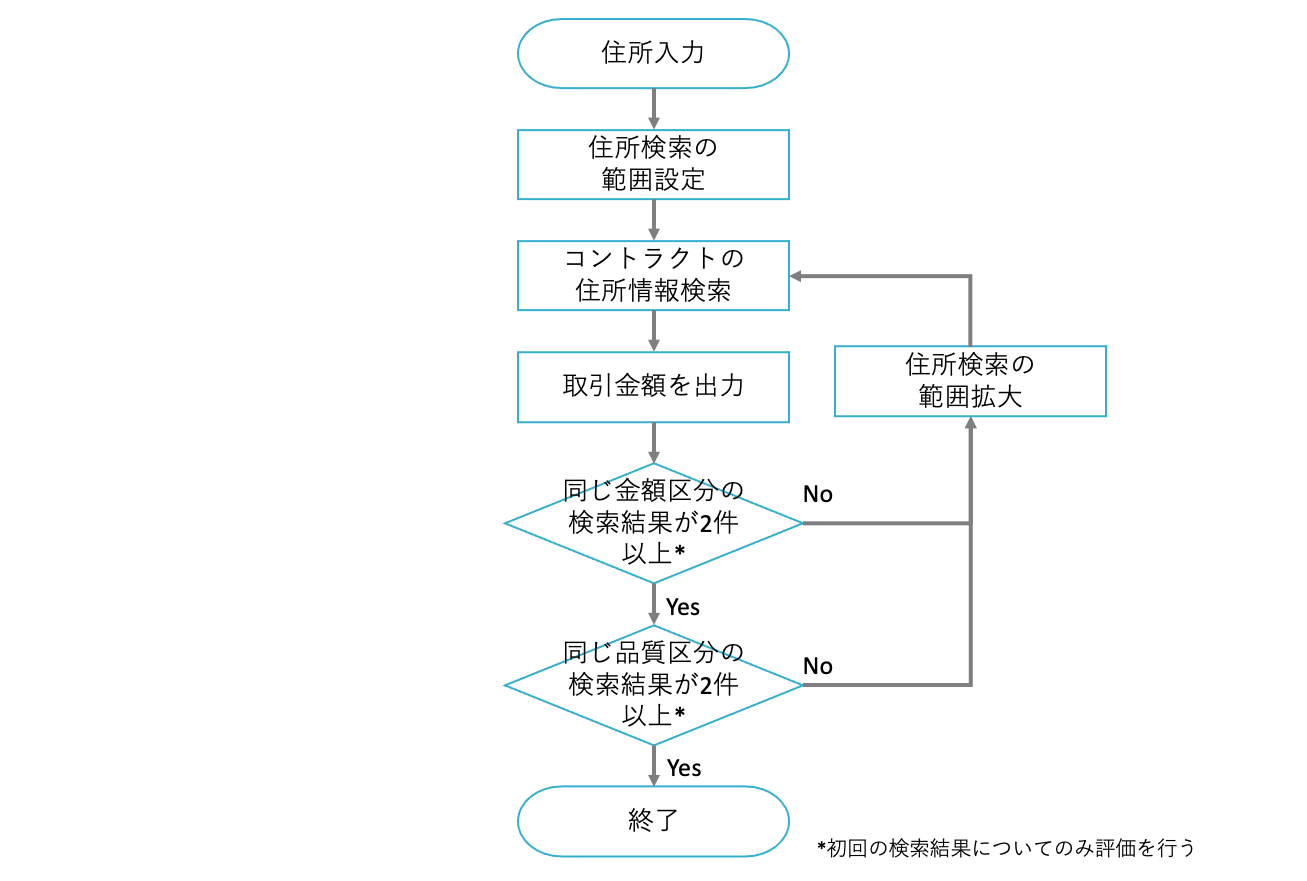 住所入力
住所検索の
範囲設定
コントラクトの
住所情報検索
取引金額を出力
住所検索の
範囲拡大
同じ金額区分の
検索結果が2件
以上*
No
Yes
同じ品質区分の
検索結果が2件
以上*
No
Yes
終了
*初回の検索結果についてのみ評価を行う